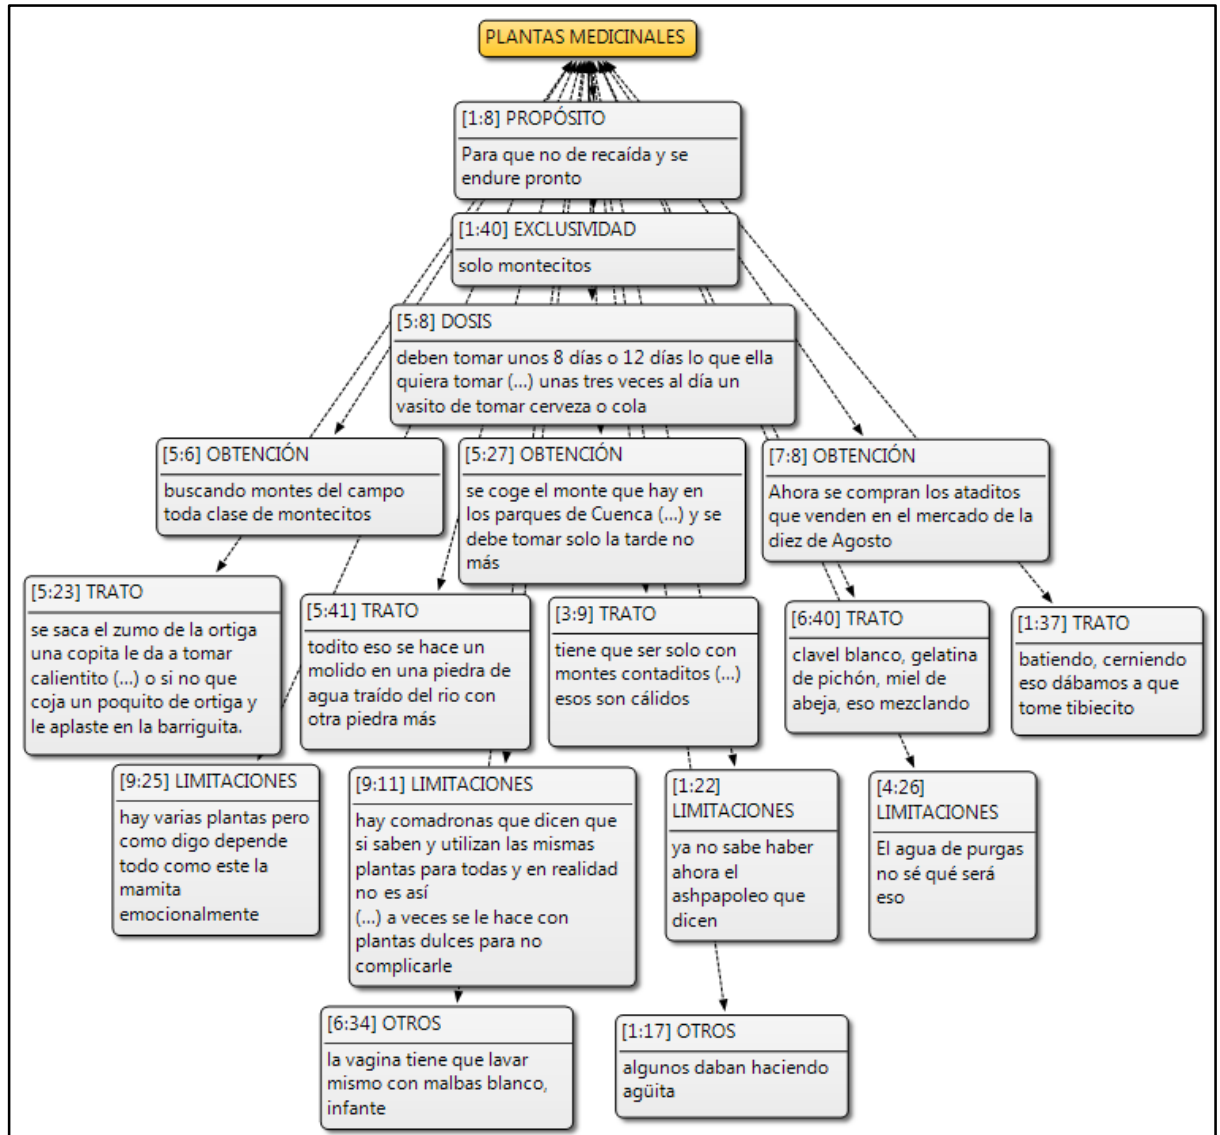 PLANTAS MEDICINALES
[1:8] PROPÓSITO
Para que no de recaída y se
endure pronto
[1:40] EXCLUSIVIDAD
solo montecitos
[5:8] DOSIS
deben tomar unos 8 días o 12 días lo que ella
quiera tomar (...) unas tres veces al día un
vasito de tomar cerveza o cola
[5:6] OBTENCIÓN
buscando montes del campo
toda clase de montecitos
[5:27] OBTENCIÓN
se coge el monte que hay en
los parques de Cuenca (...) y se
debe tomar solo la tarde no
más
[7:8] OBTENCIÓN
Ahora se compran los ataditos
que venden en el mercado de la
diez de Agosto
[5:23] TRATO
se saca el zumo de la ortiga
una copita le da a tomar
calientito (...) o si no que
coja un poquito de ortiga y
le aplaste en la barriguita.
[5:41] TRATO
todito eso se hace un
molido en una piedra de
agua traído del rio con
otra piedra más
[3:9] TRATO
tiene que ser solo con
montes contaditos (...)
esos son cálidos
[6:40] TRATO
clavel blanco, gelatina
de pichón, miel de
abeja, eso mezclando
[1:37] TRATO
batiendo, cerniendo
eso dábamos a que
tome tibiecito
[9:25] LIMITACIONES
hay varias plantas pero
como digo depende
todo como este la
mamita
emocionalmente
[9:11] LIMITACIONES
hay comadronas que dicen que
si saben y utilizan las mismas
plantas para todas y en realidad
no es así
(...) a veces se le hace con
plantas dulces para no
complicarle
[1:22]
LIMITACIONES
ya no sabe haber
ahora el
ashpapoleo que
dicen
[4:26]
LIMITACIONES
El agua de purgas
no sé qué será
eso
[6:34] OTROS
la vagina tiene que lavar
mismo con malbas blanco,
infante
[1:17] OTROS
algunos daban haciendo
agüita